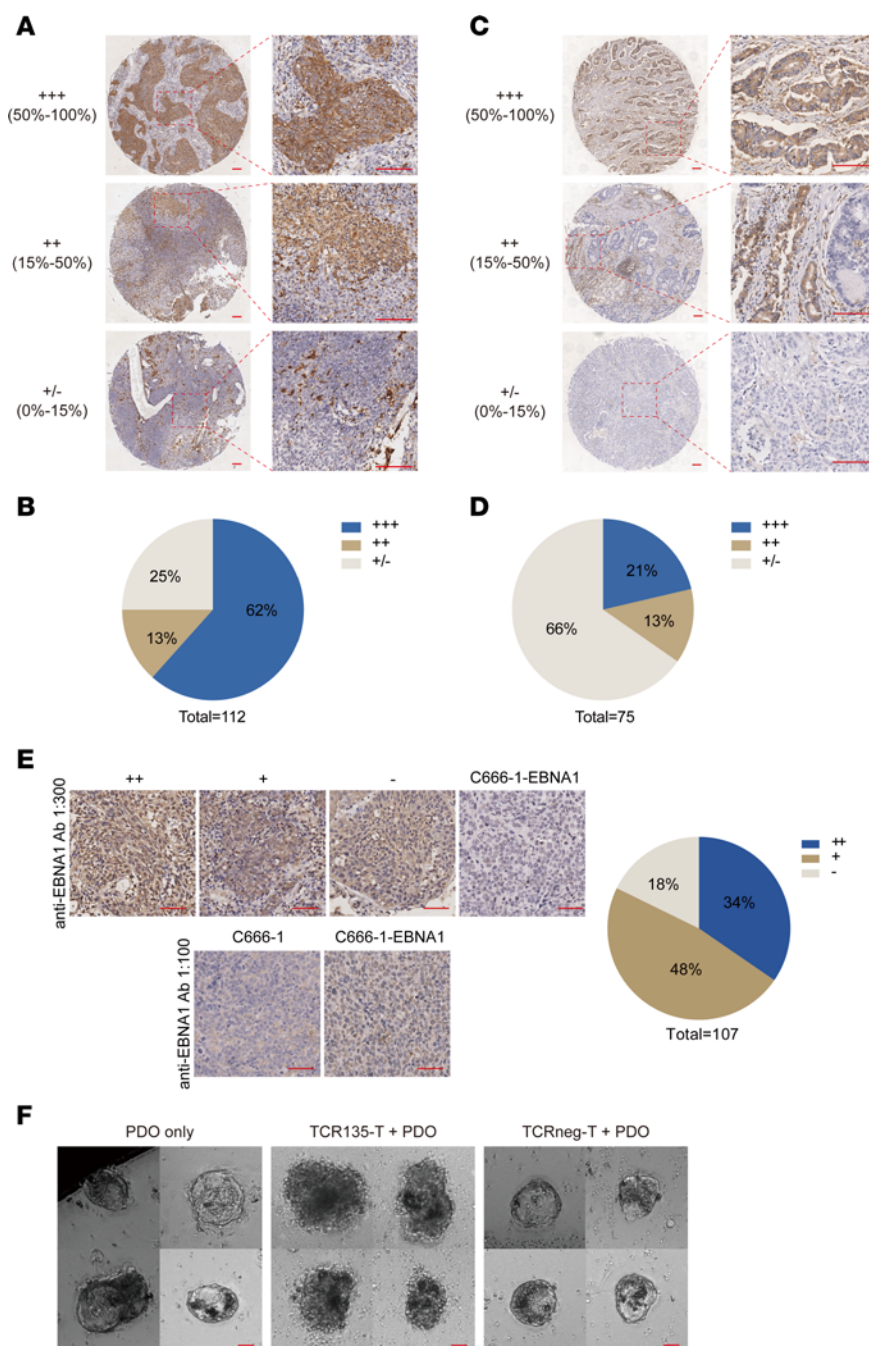 A
+++
(50%-100%)
++
(15%-50%)
+/-
(0%-15%)
C
+++
(50%-100%)
++
(15%-50%)
+/-
(0%-15%)
B
+++
++
+/-
25%
62%
13%
Total=112
D
+++
++
+/-
21%
13%
66%
Total=75
E
anti-EBNA1 Ab 1:300
++
+
-
C666-1-EBNA1
anti-EBNA1 Ab 1:100
C666-1
C666-1-EBNA1
++
+
-
18%
34%
48%
Total=107
F
PDO only
TCR135-T + PDO
TCRneg-T + PDO